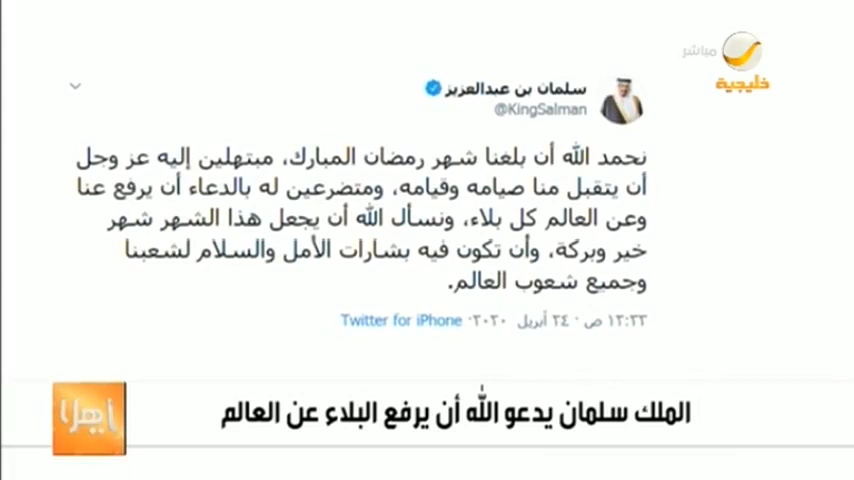 مباشر
خليجية
سلمان بن عبدالعزيز
@KingSalman
نحمد الله أن بلغنا شهر رمضان المبارك، مبتهلين إليه عز وجل
أن يتقبل منا صيامه وقيامه، ومتضرعين له بالدعاء أن يرفع عنا
وعن العالم كل بلاء، ونسأل الله أن يجعل هذا الشهر شهر
خير وبركة، وأن تكون فيه بشارات الأمل والسلام لشعبنا
وجميع شعوب العالم.
١٢:٢٣ ص · ٢٤ أبريل ٢٠٢٠ · Twitter for iPhone
الملك سلمان يدعو الله أن يرفع البلاء عن العالم
يا هلا